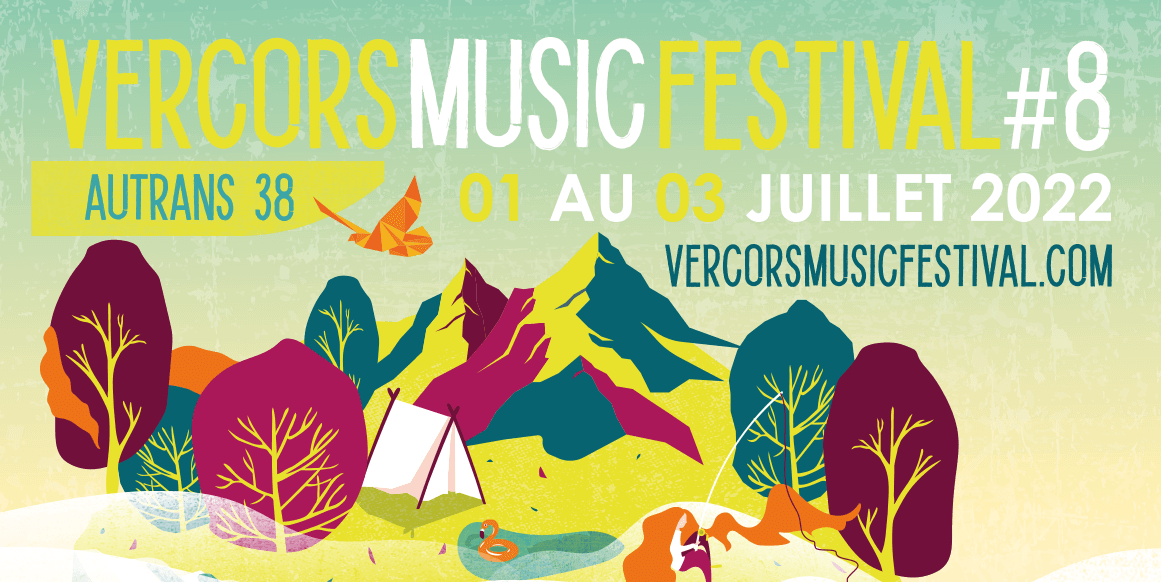 VERCORS MUSIC FESTIVAL #8
AUTRANS 38
01 AU 03 JUILLET 2022
VERCORSMUSICFESTIVAL.COM